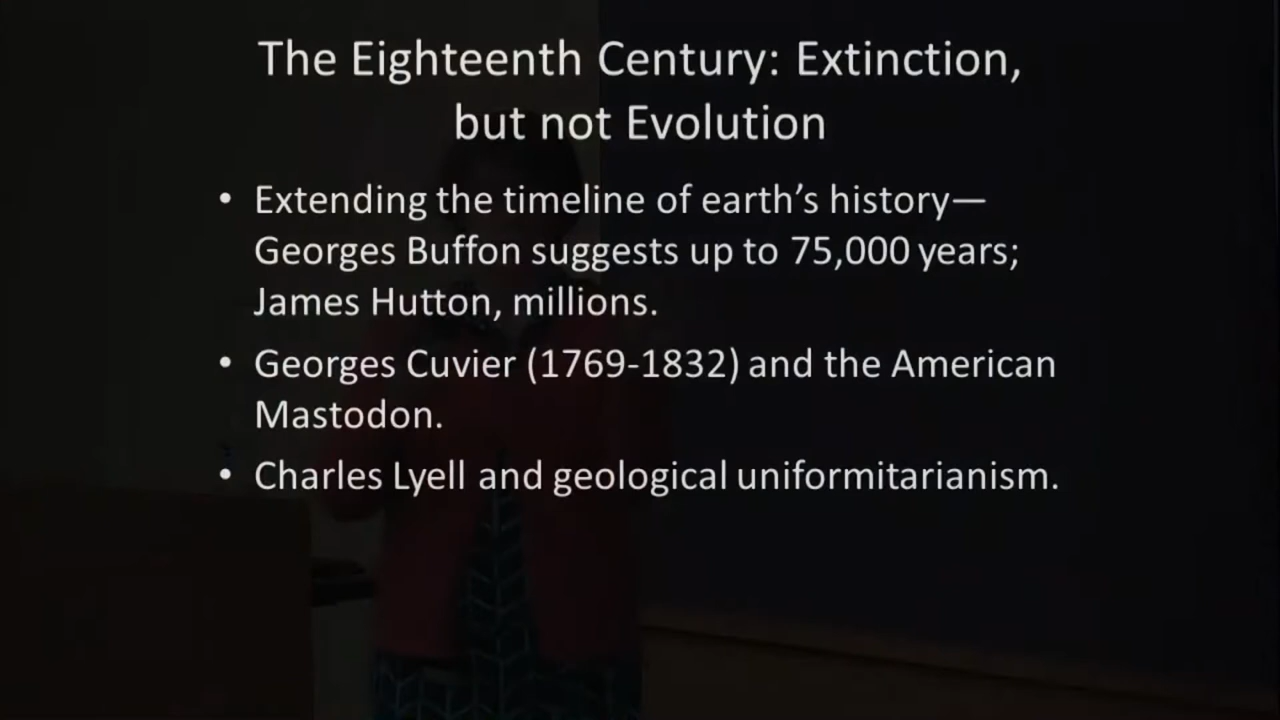 The Eighteenth Century: Extinction,
but not Evolution
• Extending the timeline of earth’s history—
Georges Buffon suggests up to 75,000 years;
James Hutton, millions.
• Georges Cuvier (1769-1832) and the American
Mastodon.
• Charles Lyell and geological uniformitarianism.